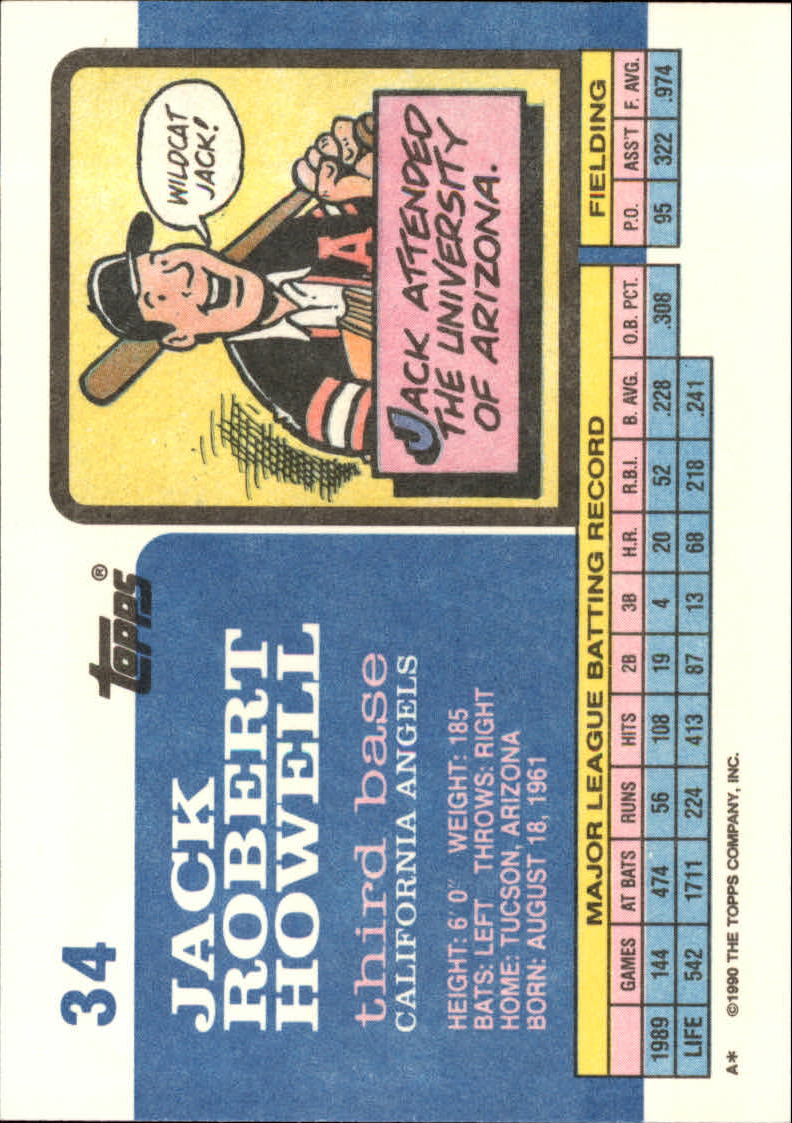 34
topps®
JACK
ROBERT
HOWELL
third base
CALIFORNIA ANGELS
HEIGHT: 6' 0" WEIGHT: 185
BATS: LEFT THROWS: RIGHT
HOME: TUCSON, ARIZONA
BORN: AUGUST 18, 1961
WILDCAT
JACK!
A
JACK ATTENDED
THE UNIVERSITY
OF ARIZONA.
MAJOR LEAGUE BATTING RECORD FIELDING
GAMES AT BATS RUNS HITS 2B 3B H.R. R.B.I. B. AVG. O.B. PCT. P.O. ASS'T F. AVG.
1989 144 474 56 108 19 4 20 52 .228 .308 95 322 .974
LIFE 542 1711 224 413 87 13 68 218 .241
A* ©1990 THE TOPPS COMPANY, INC.